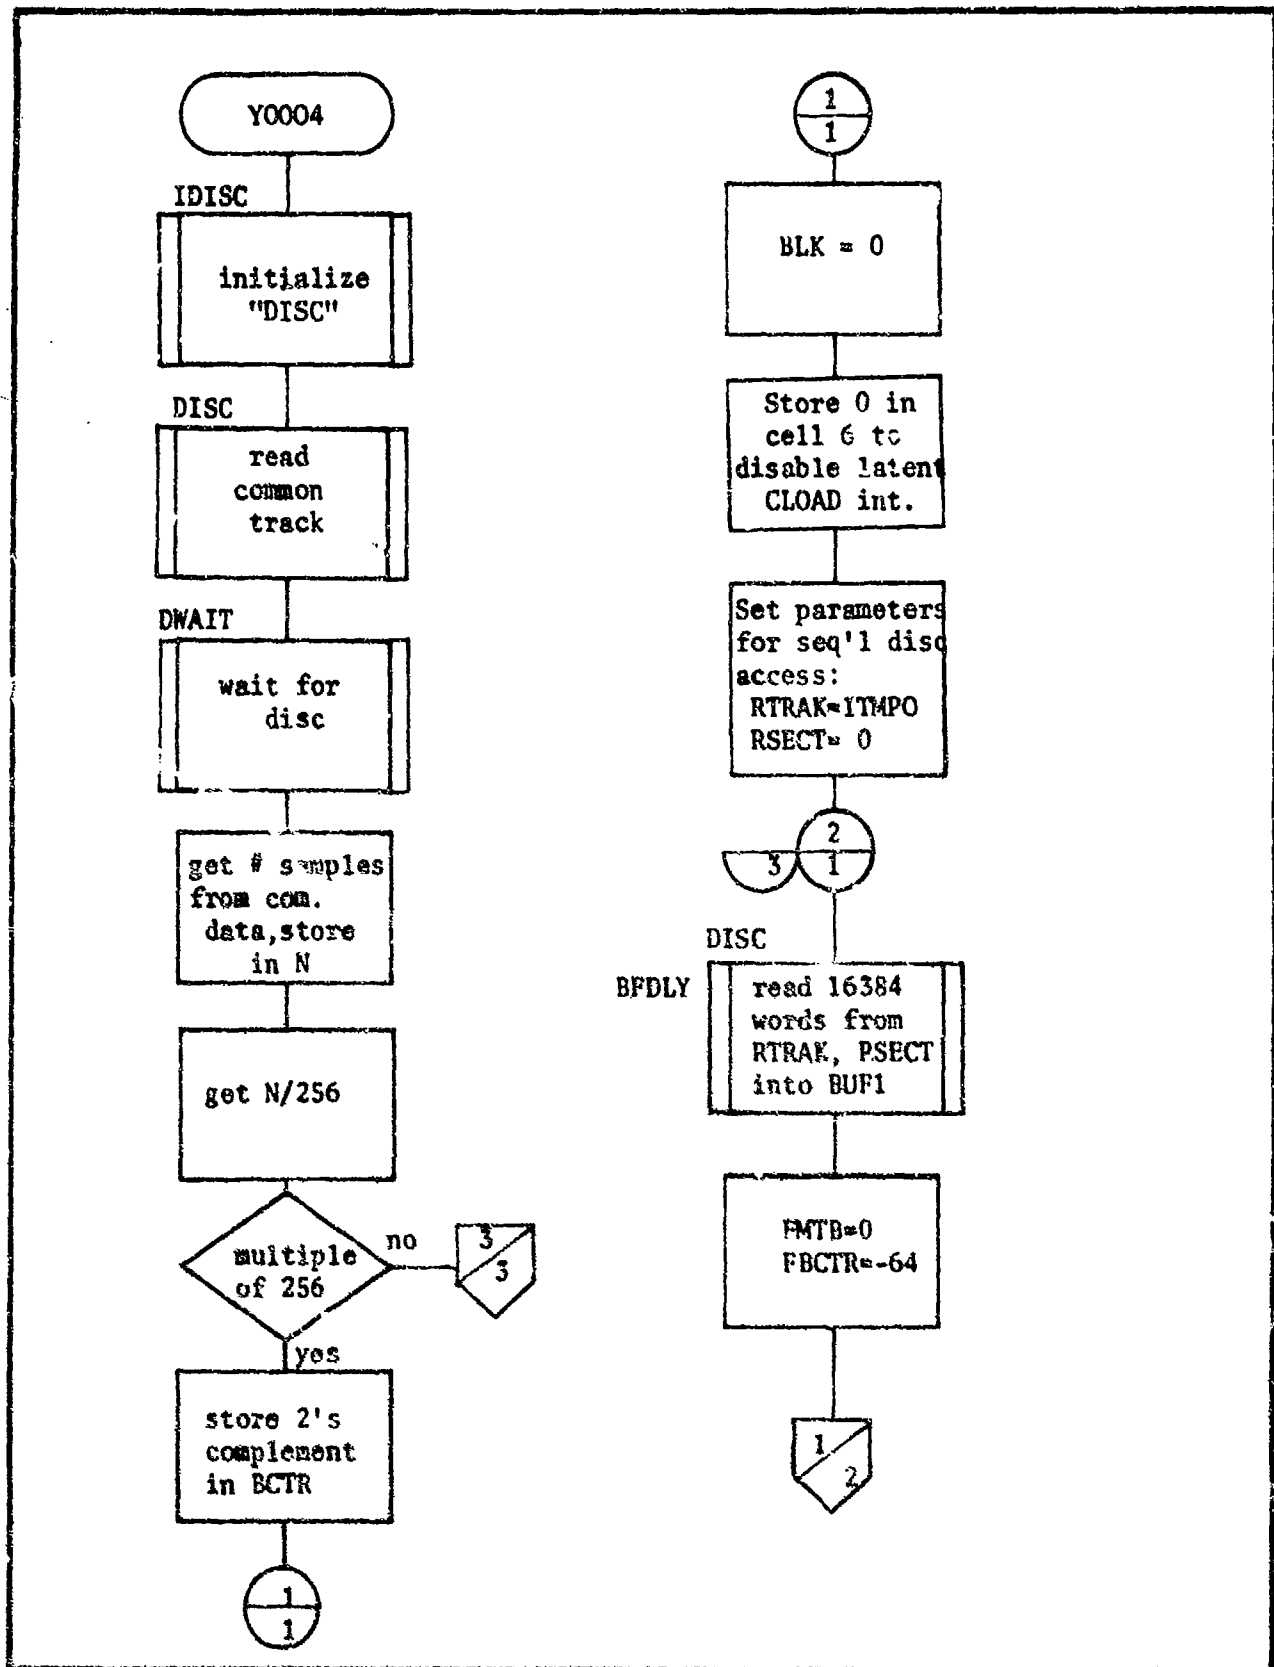 Y0004
IDISC
initialize
"DISC"
DISC
read
common
track
DWAIT
wait for
disc
get # samples
from com.
data,store
in N
get N/256
multiple
of 256
no
3
3
yes
store 2's
complement
in BCTR
1
1
1
1
BLK = 0
Store 0 in
cell 6 to
disable latent
CLOAD int.
Set parameters
for seq'l disc
access:
RTRAK=ITMPO
RSECT= 0
2
3
1
DISC
BFDLY
read 16384
words from
RTRAK, RSECT
into BUF1
FMTB=0
FBCTR=-64
1
2